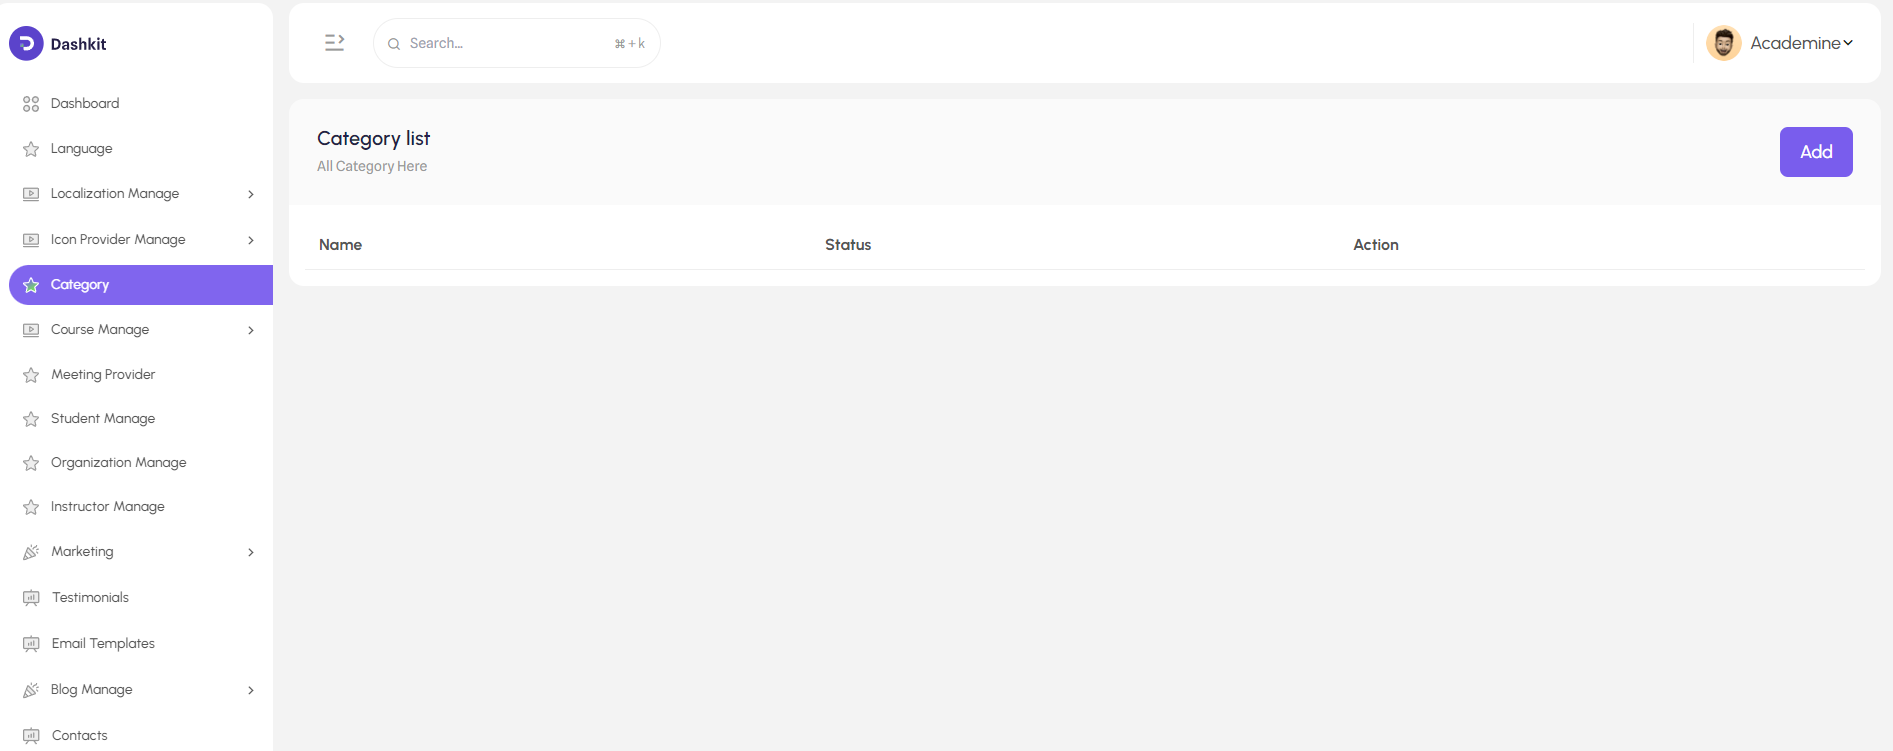 Dashkit
Dashboard
Language
Localization Manage
Icon Provider Manage
Category
Course Manage
Meeting Provider
Student Manage
Organization Manage
Instructor Manage
Marketing
Testimonials
Email Templates
Blog Manage
Contacts
Search...
⌘ + k
Academine
Category list
All Category Here
Add
Name Status Action